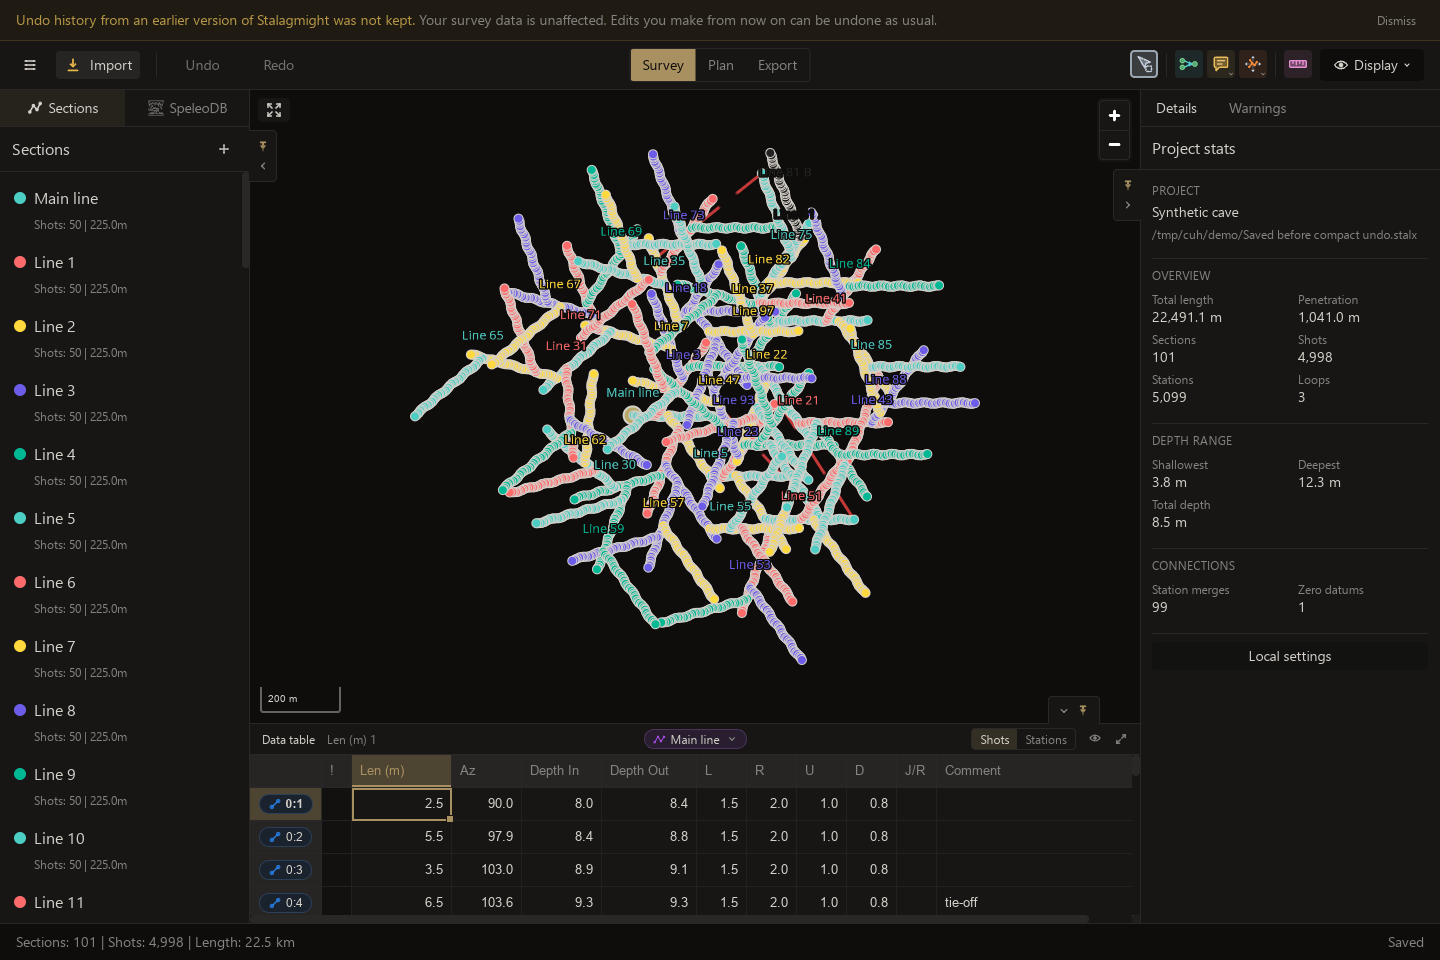 Undo history from an earlier version of Stalagmight was not kept. Your survey data is unaffected. Edits you make from now on can be undone as usual.
Dismiss
Import
Undo
Redo
Survey
Plan
Export
Display
Sections
SpeleoDB
Sections
Main line
Shots: 50 | 225.0m
Line 1
Shots: 50 | 225.0m
Line 2
Shots: 50 | 225.0m
Line 3
Shots: 50 | 225.0m
Line 4
Shots: 50 | 225.0m
Line 5
Shots: 50 | 225.0m
Line 6
Shots: 50 | 225.0m
Line 7
Shots: 50 | 225.0m
Line 8
Shots: 50 | 225.0m
Line 9
Shots: 50 | 225.0m
Line 10
Shots: 50 | 225.0m
Line 11
Line 81 B
Line 73
Line 69
Line 75
Line 35
Line 82
Line 84
Line 67
Line 18
Line 37
Line 41
Line 71
Line 97
Line 7
Line 65
Line 31
Line 85
Line 3
Line 22
Line 47
Line 88
Main line
Line 93
Line 21
Line 43
Line 62
Line 23
Line 89
Line 5
Line 30
Line 57
Line 55
Line 51
Line 59
Line 53
200 m
Data table
Len (m) 1
Main line
Shots
Stations
! Len (m) Az Depth In Depth Out L R U D J/R Comment
0:1 2.5 90.0 8.0 8.4 1.5 2.0 1.0 0.8
0:2 5.5 97.9 8.4 8.8 1.5 2.0 1.0 0.8
0:3 3.5 103.0 8.9 9.1 1.5 2.0 1.0 0.8
0:4 6.5 103.6 9.3 9.3 1.5 2.0 1.0 0.8 tie-off
Details
Warnings
Project stats
PROJECT
Synthetic cave
/tmp/cuh/demo/Saved before compact undo.stalx
OVERVIEW
Total length Penetration
22,491.1 m 1,041.0 m
Sections Shots
101 4,998
Stations Loops
5,099 3
DEPTH RANGE
Shallowest Deepest
3.8 m 12.3 m
Total depth
8.5 m
CONNECTIONS
Station merges Zero datums
99 1
Local settings
Sections: 101 | Shots: 4,998 | Length: 22.5 km
Saved